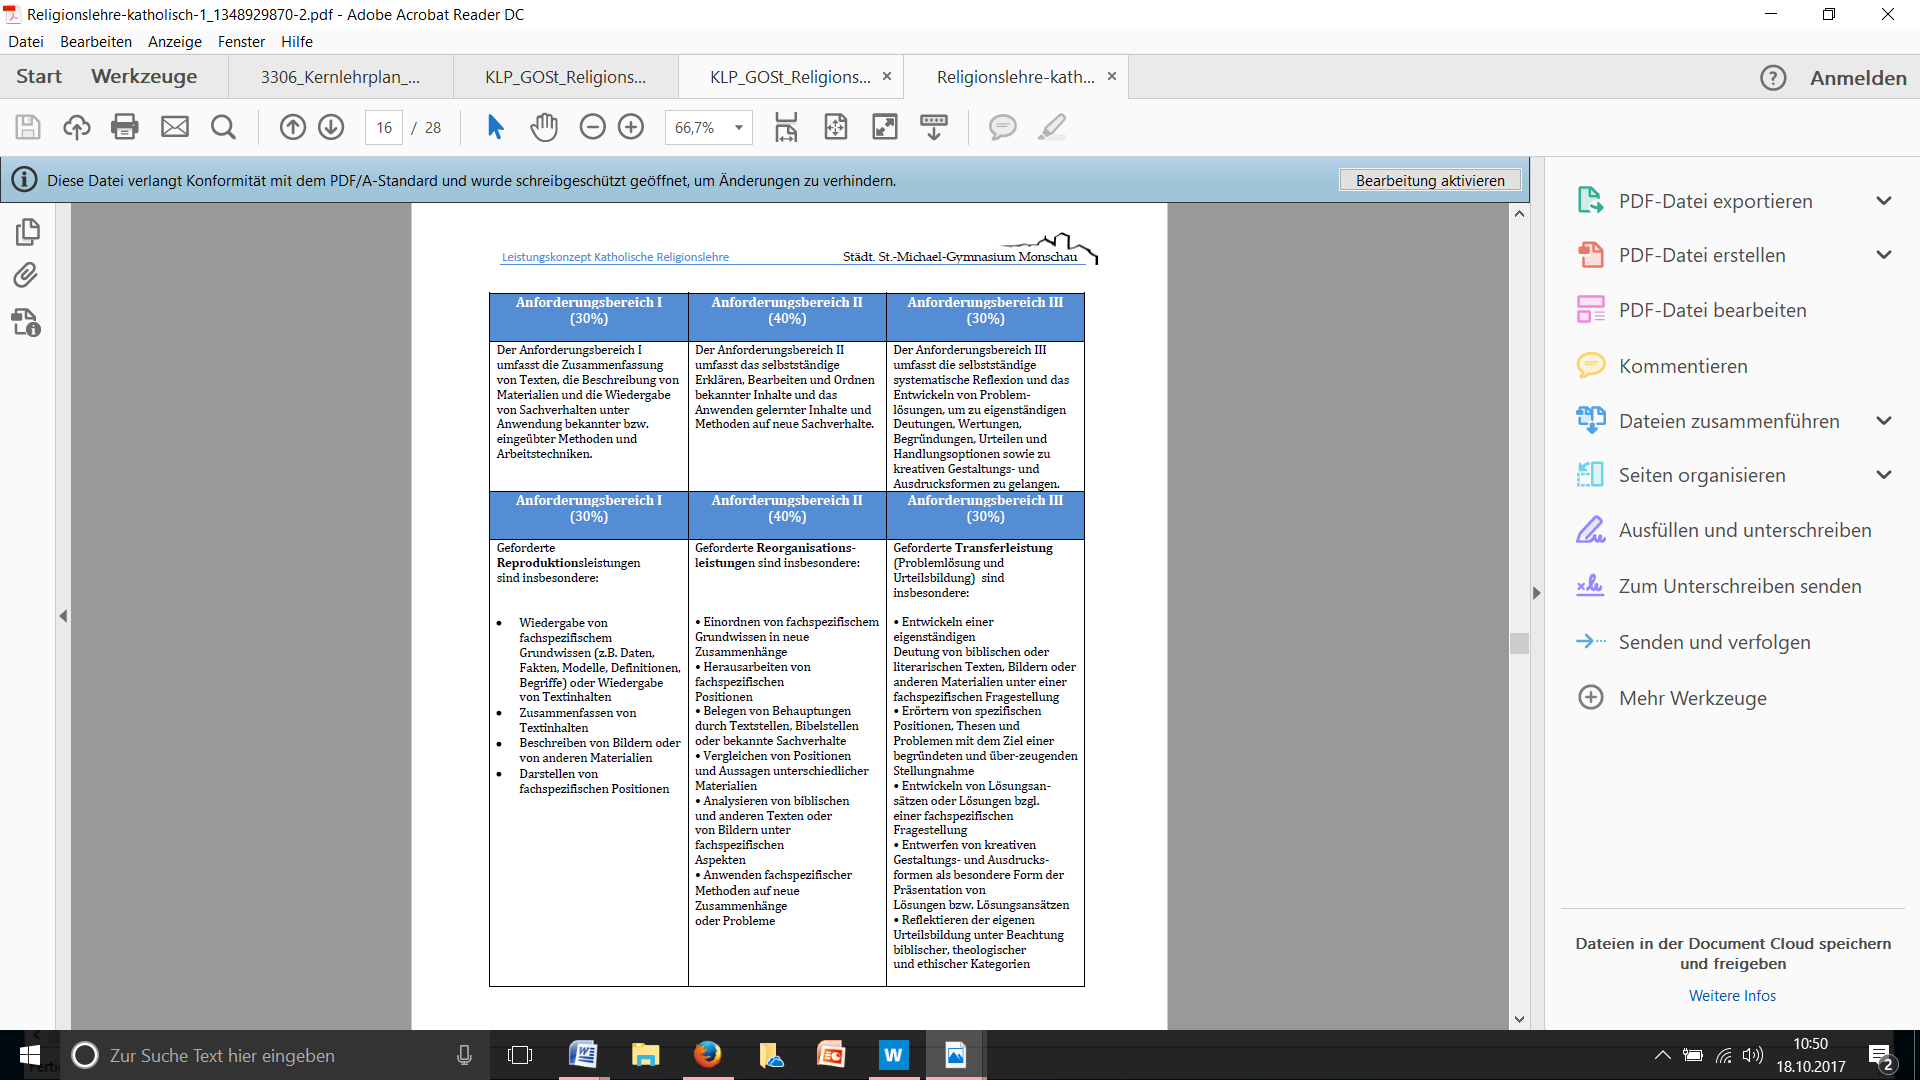 Religionslehre-katholisch-1_1348929870-2.pdf - Adobe Acrobat Reader DC
Datei Bearbeiten Anzeige Fenster Hilfe
Start Werkzeuge 3306_Kernlehrplan_... KLP_GOSt_Religions... KLP_GOSt_Religions... × Religionslehre-kath... × ? Anmelden
16 / 28 66,7%
Diese Datei verlangt Konformität mit dem PDF/A-Standard und wurde schreibgeschützt geöffnet, um Änderungen zu verhindern. Bearbeitung aktivieren
Leistungskonzept Katholische Religionslehre Städt. St.-Michael-Gymnasium Monschau
Anforderungsbereich I
(30%)
Anforderungsbereich II
(40%)
Anforderungsbereich III
(30%)
Der Anforderungsbereich I
umfasst die Zusammenfassung
von Texten, die Beschreibung von
Materialien und die Wiedergabe
von Sachverhalten unter
Anwendung bekannter bzw.
eingeübter Methoden und
Arbeitstechniken.
Der Anforderungsbereich II
umfasst das selbstständige
Erklären, Bearbeiten und Ordnen
bekannter Inhalte und das
Anwenden gelernter Inhalte und
Methoden auf neue Sachverhalte.
Der Anforderungsbereich III
umfasst die selbstständige
systematische Reflexion und das
Entwickeln von Problem-
lösungen, um zu eigenständigen
Deutungen, Wertungen,
Begründungen, Urteilen und
Handlungsoptionen sowie zu
kreativen Gestaltungs- und
Ausdrucksformen zu gelangen.
Anforderungsbereich I
(30%)
Anforderungsbereich II
(40%)
Anforderungsbereich III
(30%)
Geforderte
Reproduktionsleistungen
sind insbesondere:
• Wiedergabe von
fachspezifischem
Grundwissen (z.B. Daten,
Fakten, Modelle, Definitionen,
Begriffe) oder Wiedergabe
von Textinhalten
• Zusammenfassen von
Textinhalten
• Beschreiben von Bildern oder
von anderen Materialien
• Darstellen von
fachspezifischen Positionen
Geforderte Reorganisations-
leistungen sind insbesondere:
• Einordnen von fachspezifischem
Grundwissen in neue
Zusammenhänge
• Herausarbeiten von
fachspezifischen
Positionen
• Belegen von Behauptungen
durch Textstellen, Bibelstellen
oder bekannte Sachverhalte
• Vergleichen von Positionen
und Aussagen unterschiedlicher
Materialien
• Analysieren von biblischen
und anderen Texten oder
von Bildern unter
fachspezifischen
Aspekten
• Anwenden fachspezifischer
Methoden auf neue
Zusammenhänge
oder Probleme
Geforderte Transferleistung
(Problemlösung und
Urteilsbildung) sind
insbesondere:
• Entwickeln einer
eigenständigen
Deutung von biblischen oder
literarischen Texten, Bildern oder
anderen Materialien unter einer
fachspezifischen Fragestellung
• Erörtern von spezifischen
Positionen, Thesen und
Problemen mit dem Ziel einer
begründeten und über-zeugenden
Stellungnahme
• Entwickeln von Lösungsan-
sätzen oder Lösungen bzgl.
einer fachspezifischen
Fragestellung
• Entwerfen von kreativen
Gestaltungs- und Ausdrucks-
formen als besondere Form der
Präsentation von
Lösungen bzw. Lösungsansätzen
• Reflektieren der eigenen
Urteilsbildung unter Beachtung
biblischer, theologischer
und ethischer Kategorien
PDF-Datei exportieren
PDF-Datei erstellen
PDF-Datei bearbeiten
Kommentieren
Dateien zusammenführen
Seiten organisieren
Ausfüllen und unterschreiben
Zum Unterschreiben senden
Senden und verfolgen
Mehr Werkzeuge
Dateien in der Document Cloud speichern
und freigeben
Weitere Infos
Zur Suche Text hier eingeben
10:50
18.10.2017
2